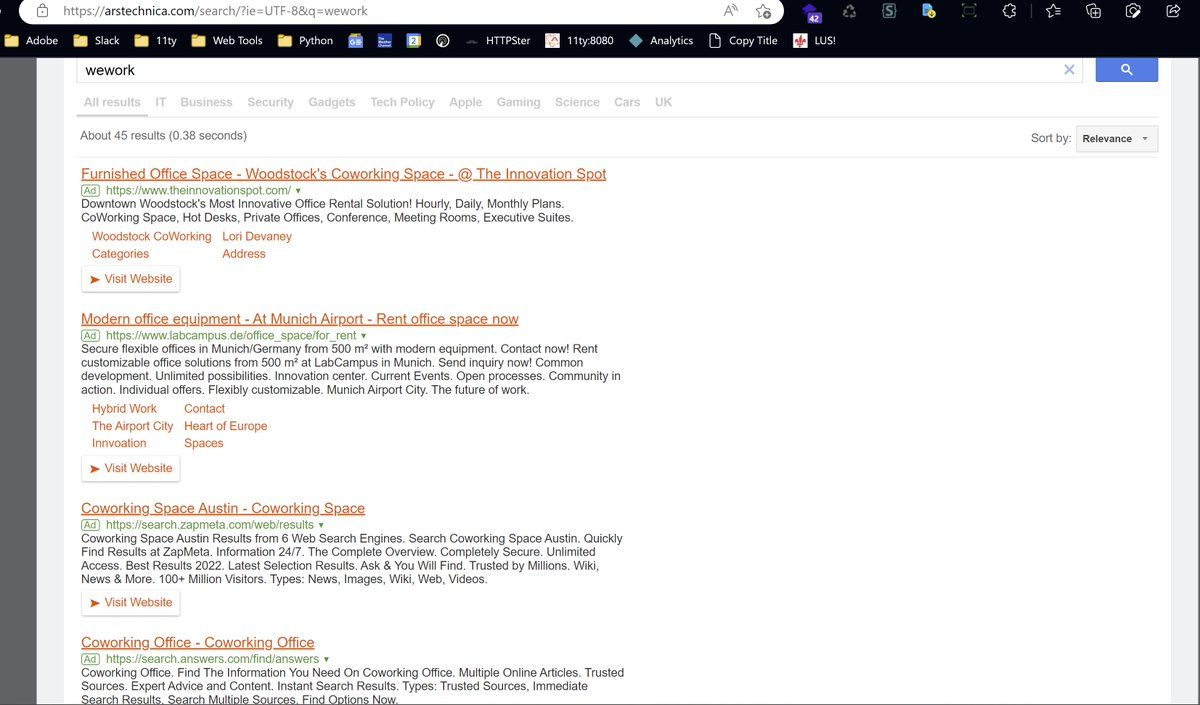 https://arstechnica.com/search/?ie=UTF-8&q=wework
42
Adobe Slack 11ty Web Tools Python 2 HTTPSter 11ty:8080 Analytics Copy Title LUS!
wework
All results IT Business Security Gadgets Tech Policy Apple Gaming Science Cars UK
About 45 results (0.38 seconds)
Sort by: Relevance
Furnished Office Space - Woodstock's Coworking Space - @ The Innovation Spot
Ad https://www.theinnovationspot.com/
Downtown Woodstock's Most Innovative Office Rental Solution! Hourly, Daily, Monthly Plans.
CoWorking Space, Hot Desks, Private Offices, Conference, Meeting Rooms, Executive Suites.
Woodstock CoWorking Lori Devaney
Categories Address
Visit Website
Modern office equipment - At Munich Airport - Rent office space now
Ad https://www.labcampus.de/office_space/for_rent
Secure flexible offices in Munich/Germany from 500 m² with modern equipment. Contact now! Rent
customizable office solutions from 500 m² at LabCampus in Munich. Send inquiry now! Common
development. Unlimited possibilities. Innovation center. Current Events. Open processes. Community in
action. Individual offers. Flexibly customizable. Munich Airport City. The future of work.
Hybrid Work Contact
The Airport City Heart of Europe
Innvoation Spaces
Visit Website
Coworking Space Austin - Coworking Space
Ad https://search.zapmeta.com/web/results
Coworking Space Austin Results from 6 Web Search Engines. Search Coworking Space Austin. Quickly
Find Results at ZapMeta. Information 24/7. The Complete Overview. Completely Secure. Unlimited
Access. Best Results 2022. Latest Selection Results. Ask & You Will Find. Trusted by Millions. Wiki,
News & More. 100+ Million Visitors. Types: News, Images, Wiki, Web, Videos.
Visit Website
Coworking Office - Coworking Office
Ad https://search.answers.com/find/answers
Coworking Office. Find The Information You Need On Coworking Office. Multiple Online Articles. Trusted
Sources. Expert Advice and Content. Instant Search Results. Types: Trusted Sources, Immediate
Search Results, Search Multiple Sources, Find Options Now.